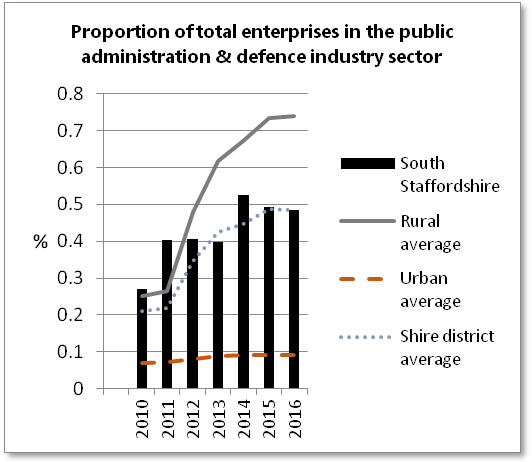 Proportion of total enterprises in the public
administration & defence industry sector
0.8
0.7
0.6
0.5
0.4
0.3
0.2
0.1
0
%
2010
2011
2012
2013
2014
2015
2016
South
Staffordshire
Rural
average
Urban
average
Shire district
average